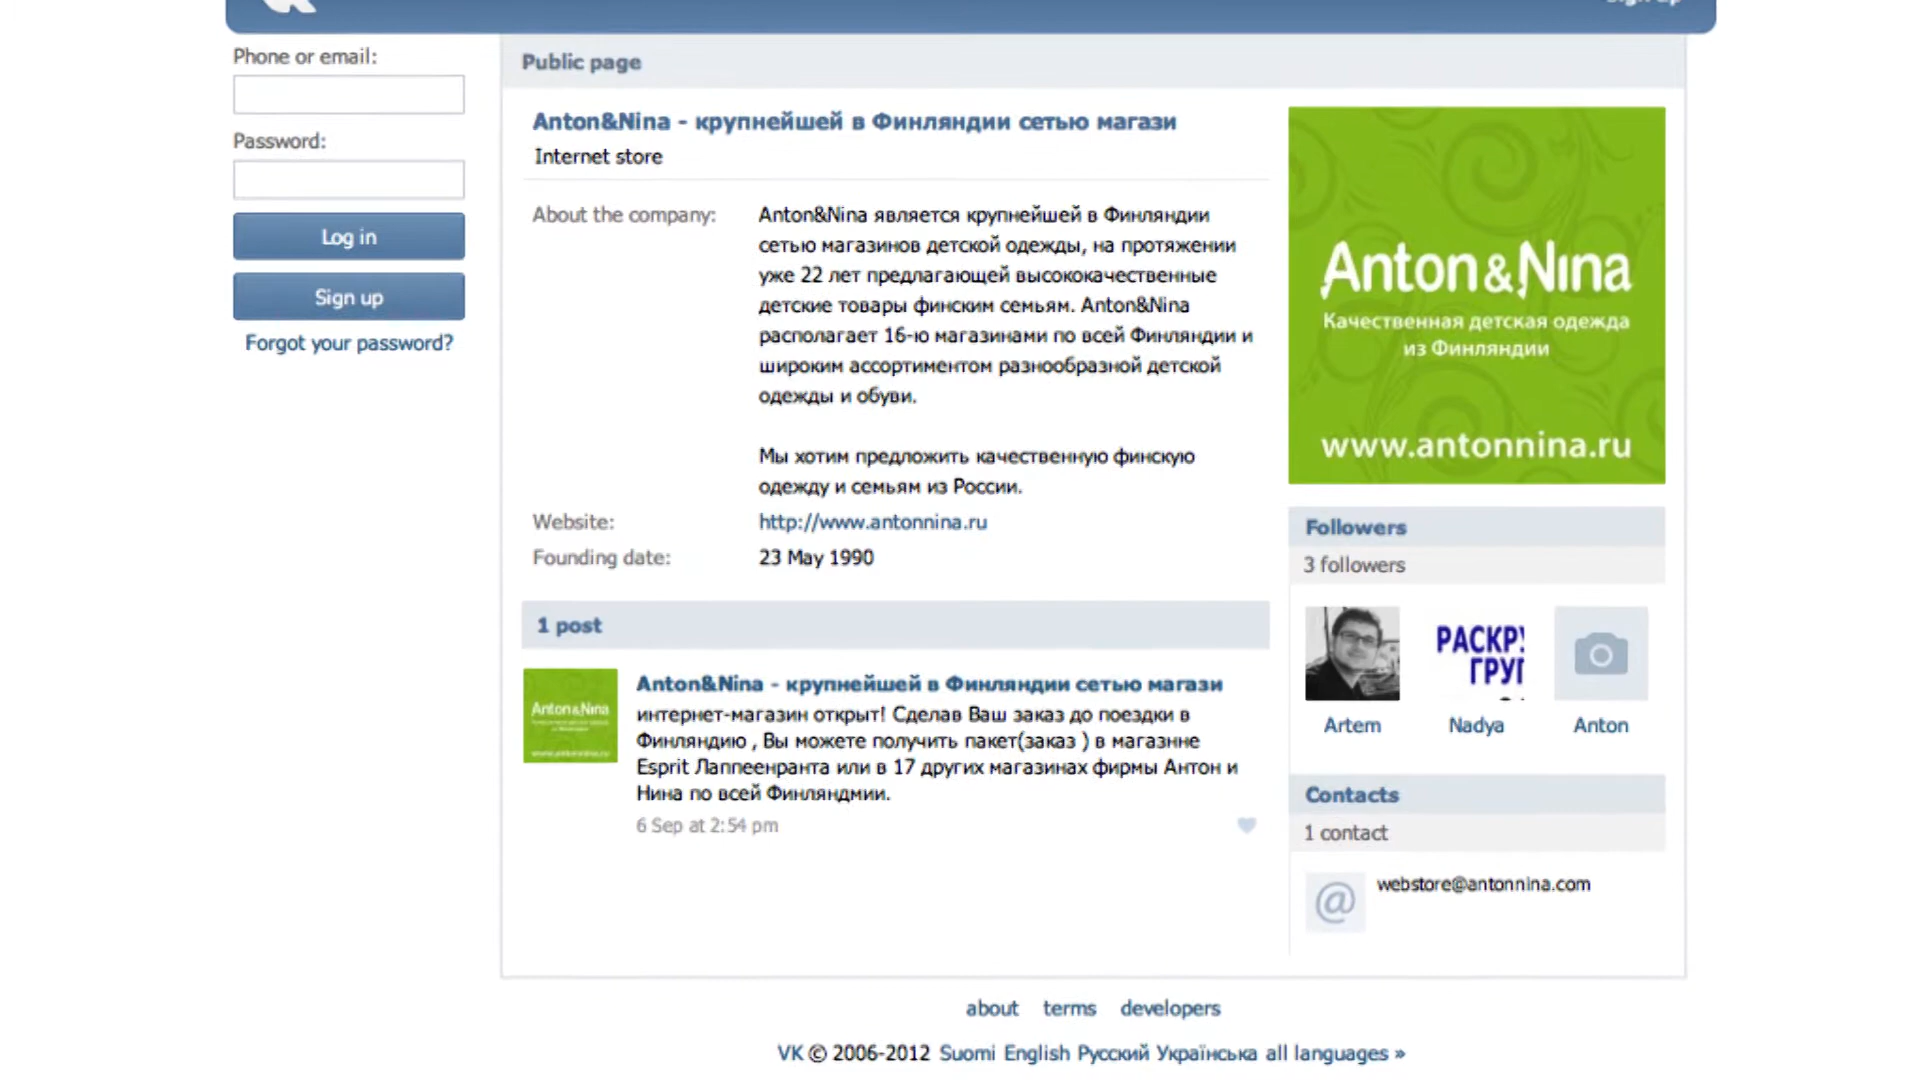 Sign up
Phone or email:
Password:
Log in
Sign up
Forgot your password?
Public page
Anton&Nina - крупнейшей в Финляндии сетью магази
Internet store
About the company:
Anton&Nina является крупнейшей в Финляндии
сетью магазинов детской одежды, на протяжении
уже 22 лет предлагающей высококачественные
детские товары финским семьям. Anton&Nina
располагает 16-ю магазинами по всей Финляндии и
широким ассортиментом разнообразной детской
одежды и обуви.
Мы хотим предложить качественную финскую
одежду и семьям из России.
Website:
http://www.antonnina.ru
Founding date:
23 May 1990
1 post
Anton&Nina
Anton&Nina - крупнейшей в Финляндии сетью магази
интернет-магазин открыт! Сделав Ваш заказ до поездки в
Финляндию , Вы можете получить пакет(заказ ) в магазнне
Esprit Лаппеенранта или в 17 других магазинах фирмы Антон и
Нина по всей Финляндмии.
6 Sep at 2:54 pm
Anton&Nina
Качественная детская одежда
из Финляндии
www.antonnina.ru
Followers
3 followers
РАСКРУ
ГРУП
Artem
Nadya
Anton
Contacts
1 contact
@
webstore@antonnina.com
about terms developers
VK © 2006-2012 Suomi English Русский Українська all languages »